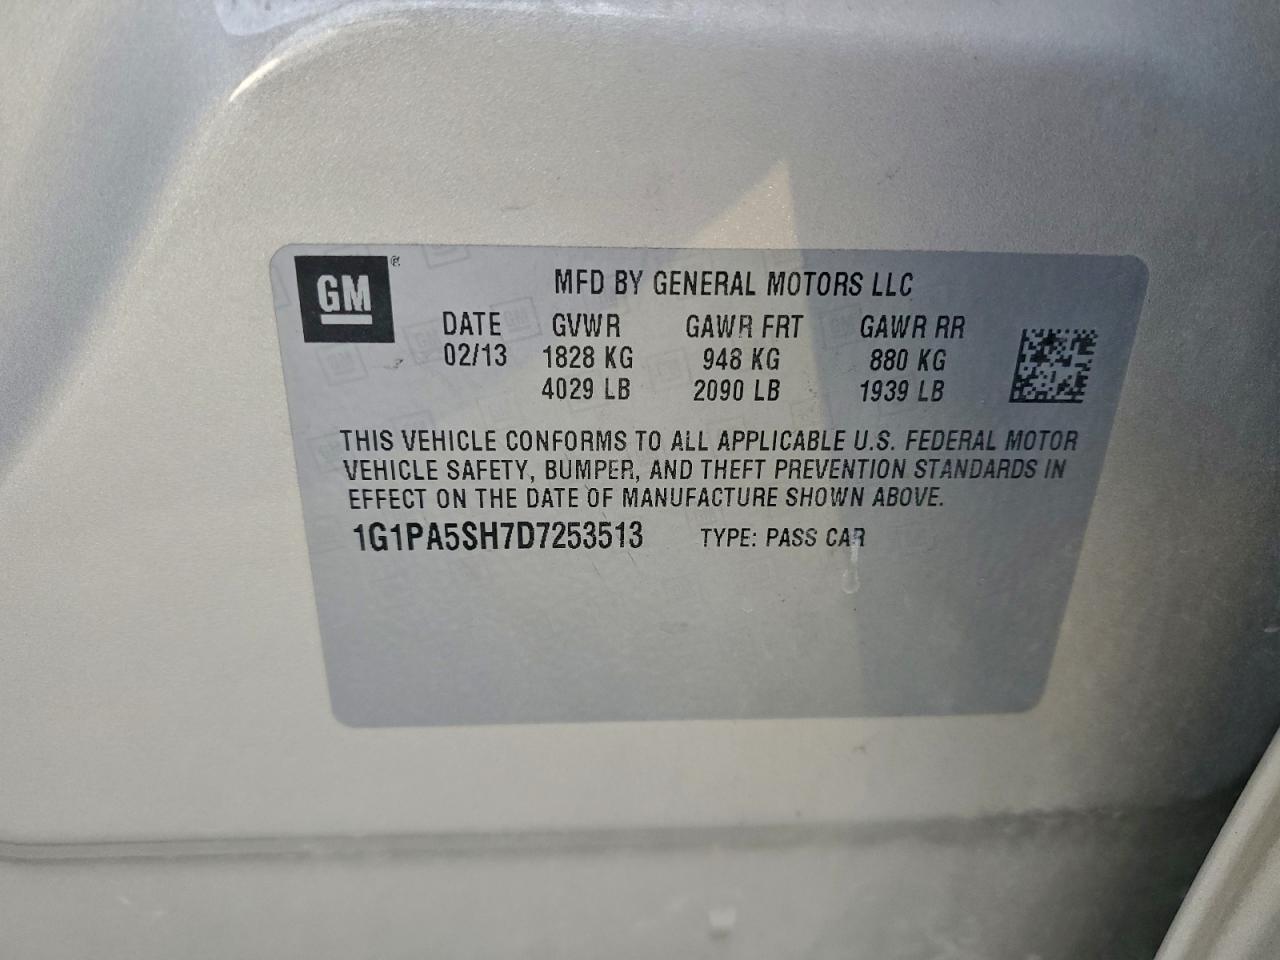 GM®
MFD BY GENERAL MOTORS LLC
DATE GVWR GAWR FRT GAWR RR
02/13 1828 KG 948 KG 880 KG
4029 LB 2090 LB 1939 LB
THIS VEHICLE CONFORMS TO ALL APPLICABLE U.S. FEDERAL MOTOR
VEHICLE SAFETY, BUMPER, AND THEFT PREVENTION STANDARDS IN
EFFECT ON THE DATE OF MANUFACTURE SHOWN ABOVE.
1G1PA5SH7D7253513 TYPE: PASS CAR